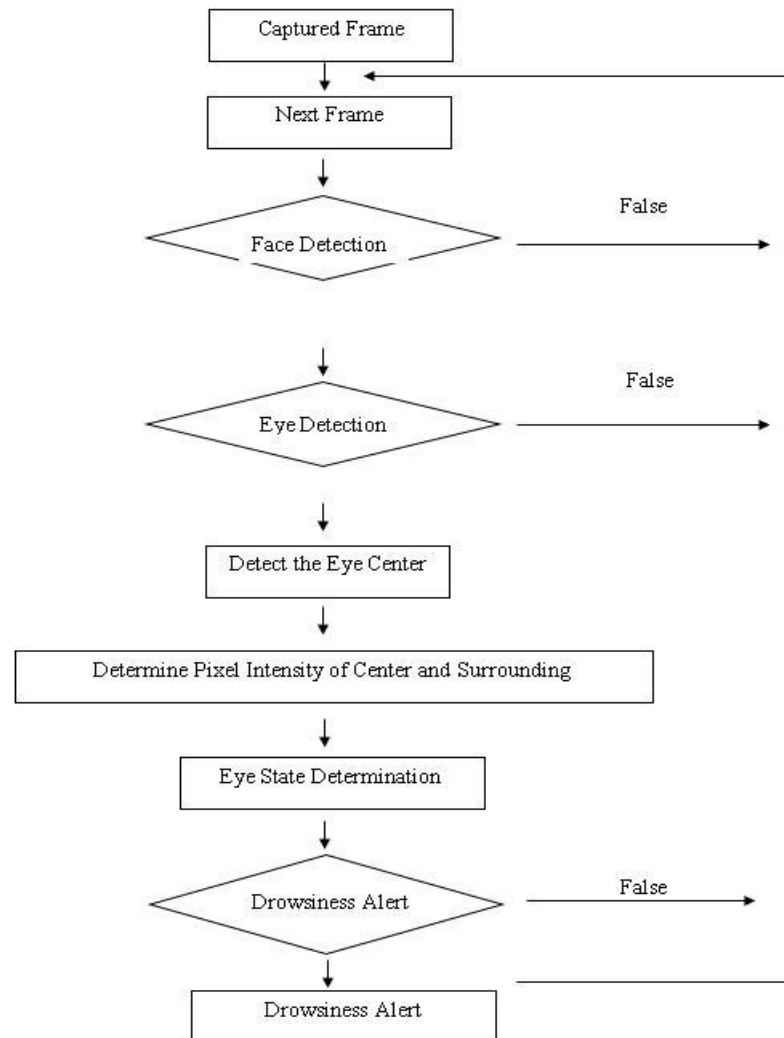 Captured Frame
Next Frame
False
Face Detection
False
Eye Detection
Detect the Eye Center
Determine Pixel Intensity of Center and Surrounding
Eye State Determination
Drowsiness Alert
False
Drowsiness Alert